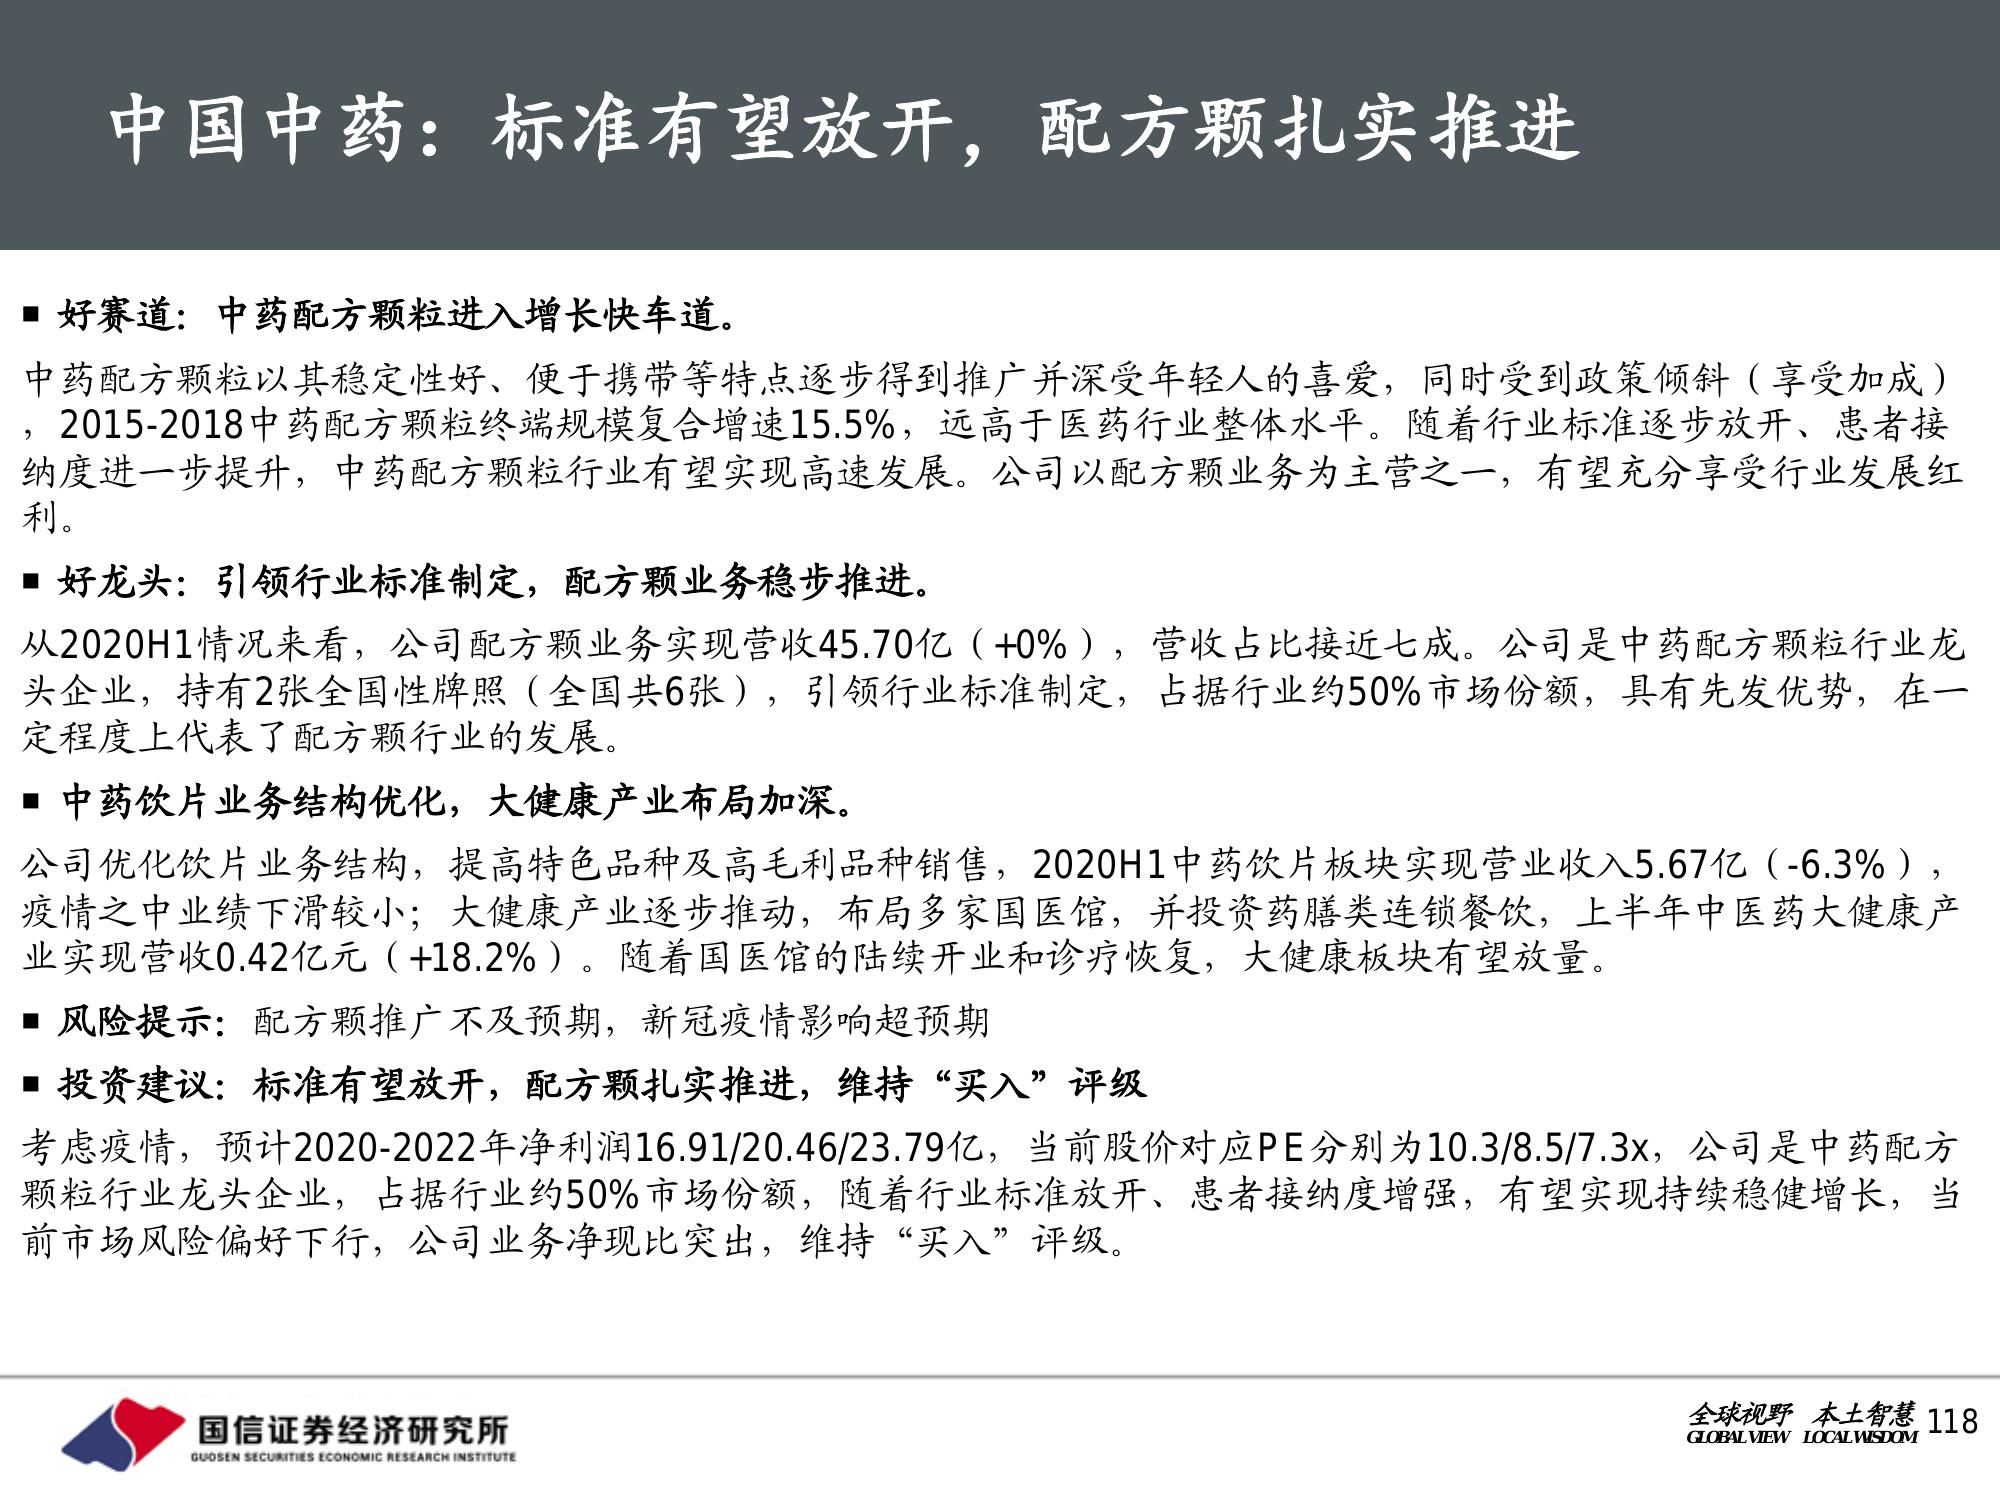 中国中药：标准有望放开，配方颗扎实推进
▪ 好赛道：中药配方颗粒进入增长快车道。
中药配方颗粒以其稳定性好、便于携带等特点逐步得到推广并深受年轻人的喜爱，同时受到政策倾斜（享受加成）
，2015-2018中药配方颗粒终端规模复合增速15.5%，远高于医药行业整体水平。随着行业标准逐步放开、患者接
纳度进一步提升，中药配方颗粒行业有望实现高速发展。公司以配方颗业务为主营之一，有望充分享受行业发展红
利。
▪ 好龙头：引领行业标准制定，配方颗业务稳步推进。
从2020H1情况来看，公司配方颗业务实现营收45.70亿（+0%），营收占比接近七成。公司是中药配方颗粒行业龙
头企业，持有2张全国性牌照（全国共6张），引领行业标准制定，占据行业约50%市场份额，具有先发优势，在一
定程度上代表了配方颗行业的发展。
▪ 中药饮片业务结构优化，大健康产业布局加深。
公司优化饮片业务结构，提高特色品种及高毛利品种销售，2020H1中药饮片板块实现营业收入5.67亿（-6.3%），
疫情之中业绩下滑较小；大健康产业逐步推动，布局多家国医馆，并投资药膳类连锁餐饮，上半年中医药大健康产
业实现营收0.42亿元（+18.2%）。随着国医馆的陆续开业和诊疗恢复，大健康板块有望放量。
▪ 风险提示：配方颗推广不及预期，新冠疫情影响超预期
▪ 投资建议：标准有望放开，配方颗扎实推进，维持“买入”评级
考虑疫情，预计2020-2022年净利润16.91/20.46/23.79亿，当前股价对应PE分别为10.3/8.5/7.3x，公司是中药配方
颗粒行业龙头企业，占据行业约50%市场份额，随着行业标准放开、患者接纳度增强，有望实现持续稳健增长，当
前市场风险偏好下行，公司业务净现比突出，维持“买入”评级。
国信证券经济研究所
GUOSEN SECURITIES ECONOMIC RESEARCH INSTITUTE
全球视野 本土智慧
GLOBAL VIEW LOCAL WISDOM
118